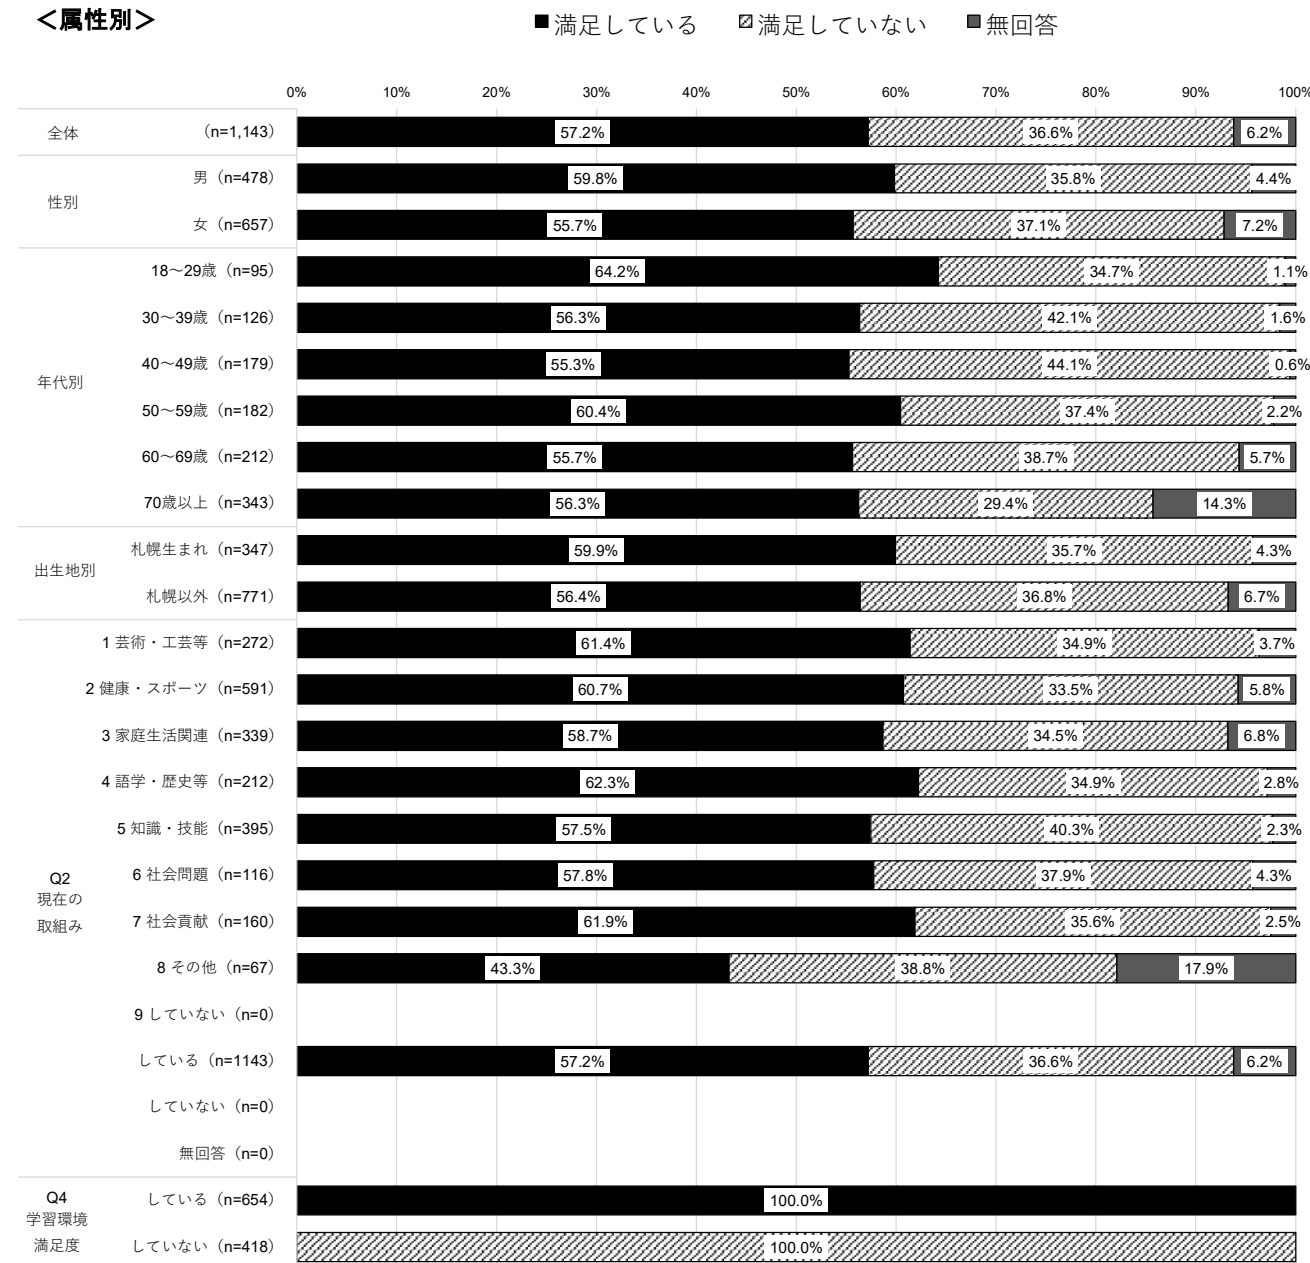 ＜属性別＞
■満足している　満足していない　■無回答
0% 10% 20% 30% 40% 50% 60% 70% 80% 90% 100%
全体 （n=1,143） 57.2% 36.6% 6.2%
性別
男（n=478） 59.8% 35.8% 4.4%
女（n=657） 55.7% 37.1% 7.2%
年代別
18～29歳（n=95） 64.2% 34.7% 1.1%
30～39歳（n=126） 56.3% 42.1% 1.6%
40～49歳（n=179） 55.3% 44.1% 0.6%
50～59歳（n=182） 60.4% 37.4% 2.2%
60～69歳（n=212） 55.7% 38.7% 5.7%
70歳以上（n=343） 56.3% 29.4% 14.3%
出生地別
札幌生まれ（n=347） 59.9% 35.7% 4.3%
札幌以外（n=771） 56.4% 36.8% 6.7%
Q2
現在の
取組み
1 芸術・工芸等（n=272） 61.4% 34.9% 3.7%
2 健康・スポーツ（n=591） 60.7% 33.5% 5.8%
3 家庭生活関連（n=339） 58.7% 34.5% 6.8%
4 語学・歴史等（n=212） 62.3% 34.9% 2.8%
5 知識・技能（n=395） 57.5% 40.3% 2.3%
6 社会問題（n=116） 57.8% 37.9% 4.3%
7 社会貢献（n=160） 61.9% 35.6% 2.5%
8 その他（n=67） 43.3% 38.8% 17.9%
9 していない（n=0）
している（n=1143） 57.2% 36.6% 6.2%
していない（n=0）
無回答（n=0）
Q4
学習環境
満足度
している（n=654） 100.0%
していない（n=418） 100.0%